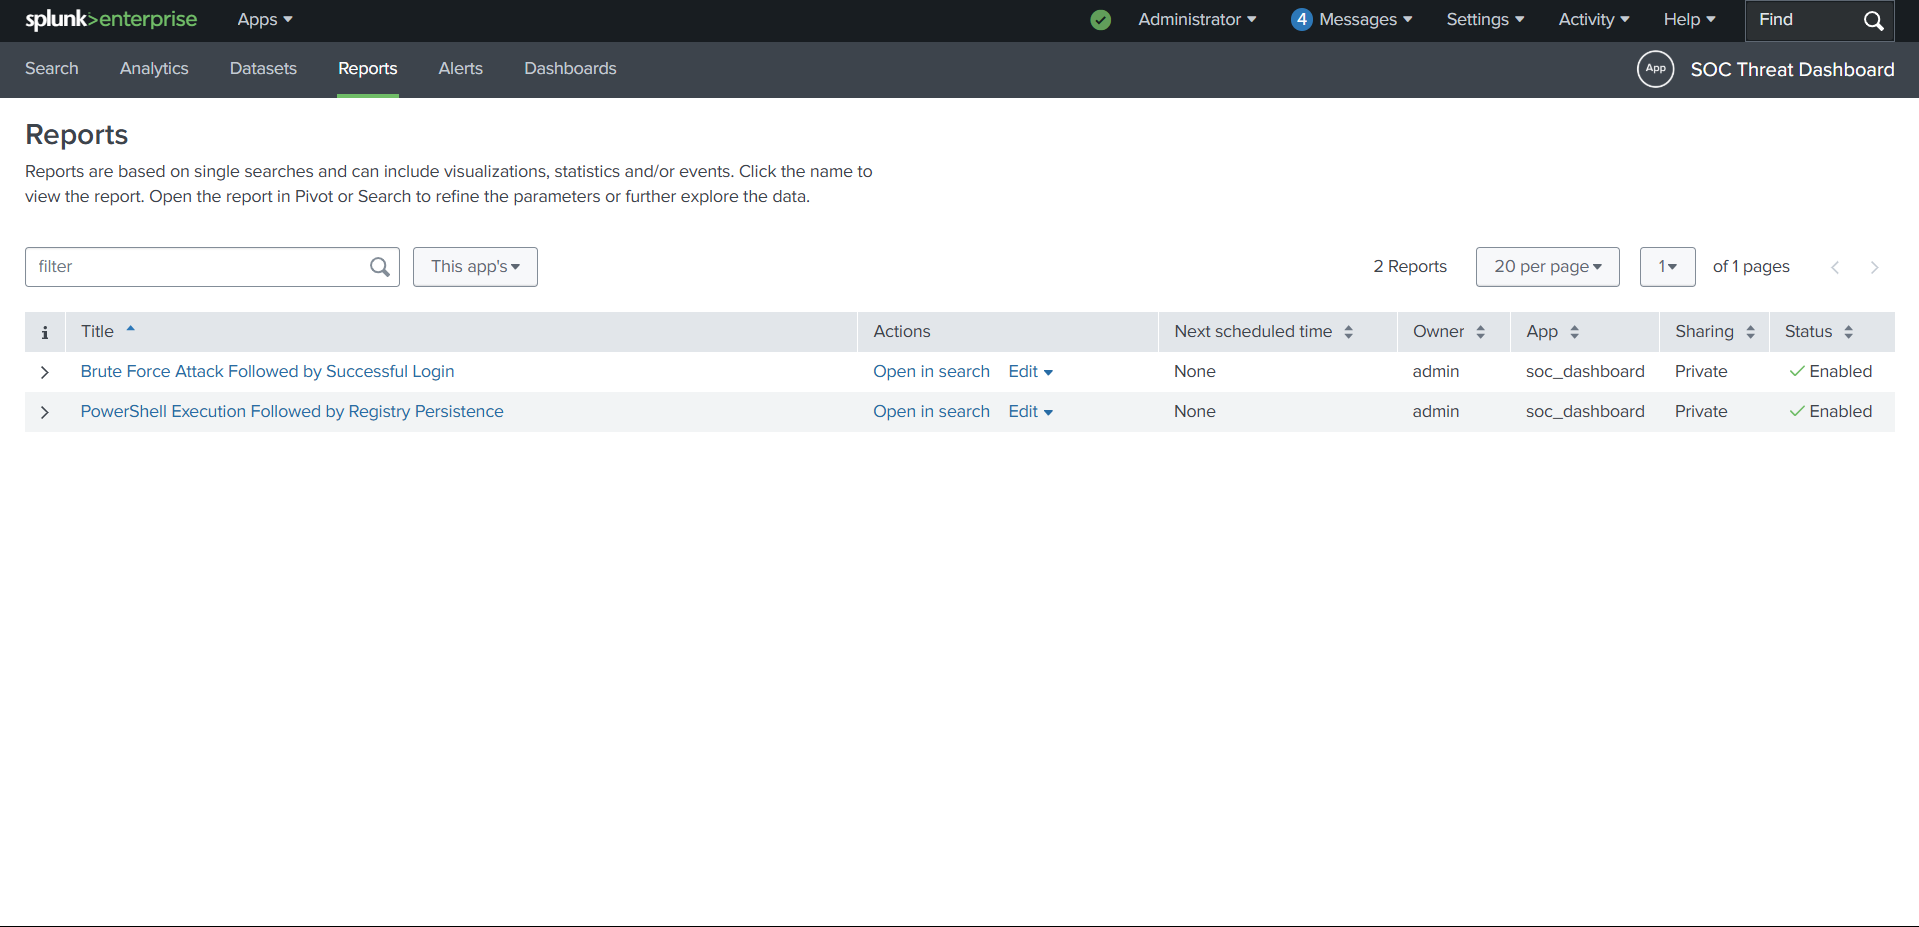 splunk>enterprise Apps Administrator 4 Messages Settings Activity Help Find
Search Analytics Datasets Reports Alerts Dashboards App SOC Threat Dashboard
Reports
Reports are based on single searches and can include visualizations, statistics and/or events. Click the name to
view the report. Open the report in Pivot or Search to refine the parameters or further explore the data.
filter This app's 2 Reports 20 per page 1 of 1 pages
i Title Actions Next scheduled time Owner App Sharing Status
Brute Force Attack Followed by Successful Login Open in search Edit None admin soc_dashboard Private Enabled
PowerShell Execution Followed by Registry Persistence Open in search Edit None admin soc_dashboard Private Enabled